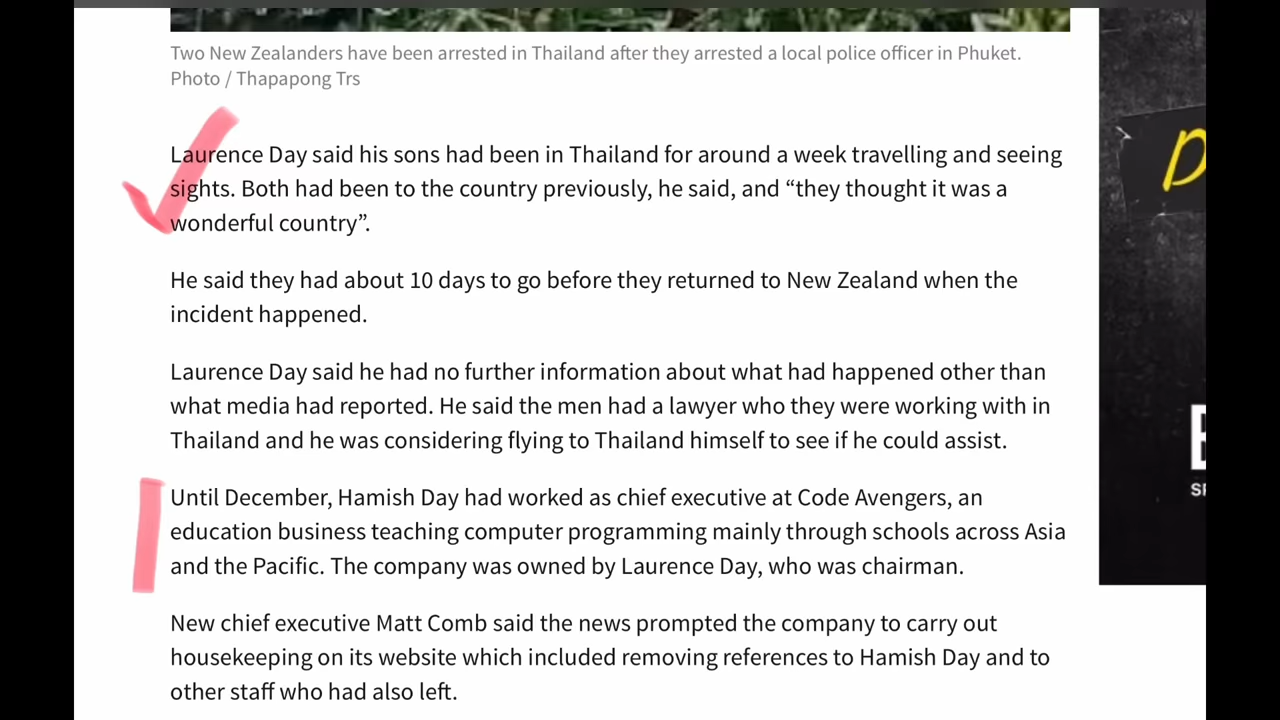 Two New Zealanders have been arrested in Thailand after they arrested a local police officer in Phuket.
Photo / Thapapong Trs
Laurence Day said his sons had been in Thailand for around a week travelling and seeing
sights. Both had been to the country previously, he said, and “they thought it was a
wonderful country”.
He said they had about 10 days to go before they returned to New Zealand when the
incident happened.
Laurence Day said he had no further information about what had happened other than
what media had reported. He said the men had a lawyer who they were working with in
Thailand and he was considering flying to Thailand himself to see if he could assist.
Until December, Hamish Day had worked as chief executive at Code Avengers, an
education business teaching computer programming mainly through schools across Asia
and the Pacific. The company was owned by Laurence Day, who was chairman.
New chief executive Matt Comb said the news prompted the company to carry out
housekeeping on its website which included removing references to Hamish Day and to
other staff who had also left.